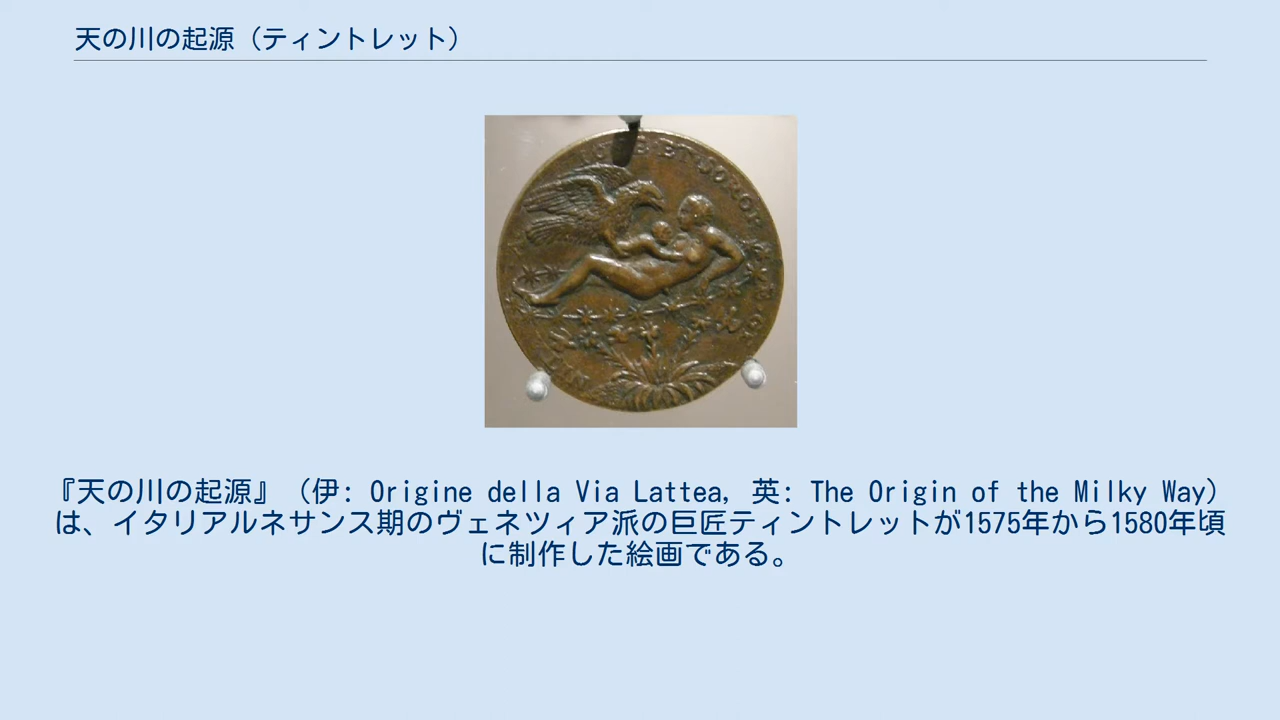 天の川の起源（ティントレット）
『天の川の起源』（伊: Origine della Via Lattea, 英: The Origin of the Milky Way）
は、イタリアルネサンス期のヴェネツィア派の巨匠ティントレットが1575年から1580年頃
に制作した絵画である。